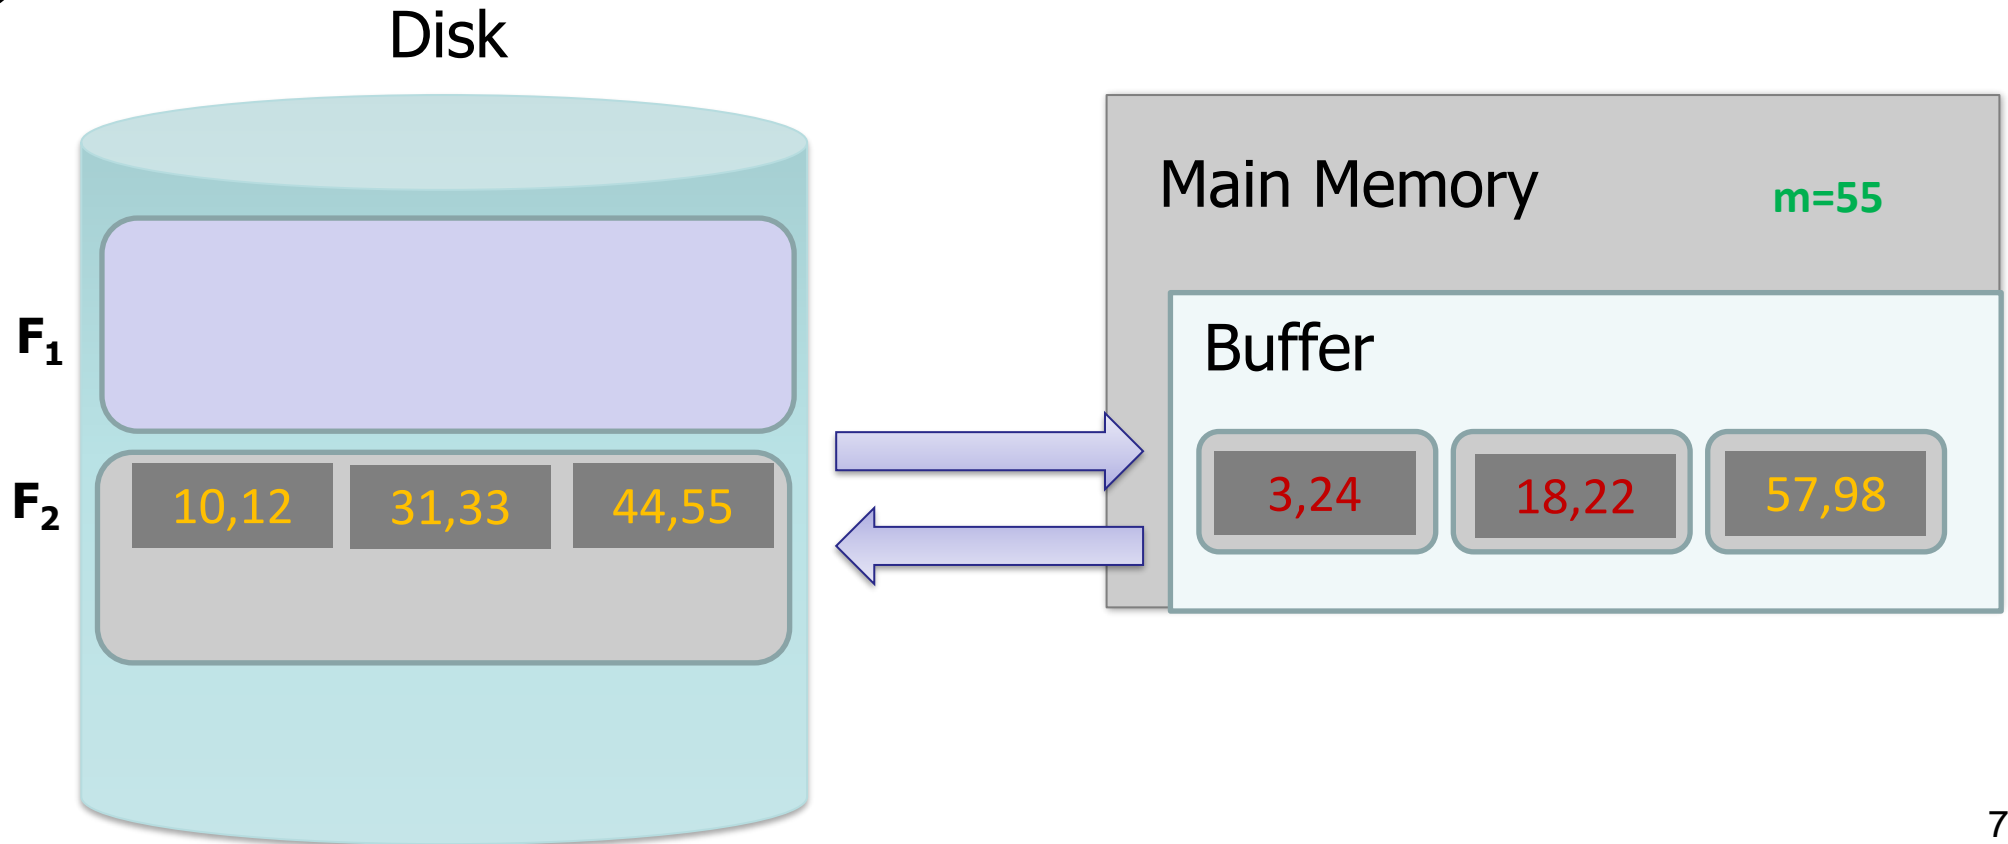 Disk
Main Memory
m=55
Buffer
F₁
F₂
10,12
31,33
44,55
3,24
18,22
57,98
7